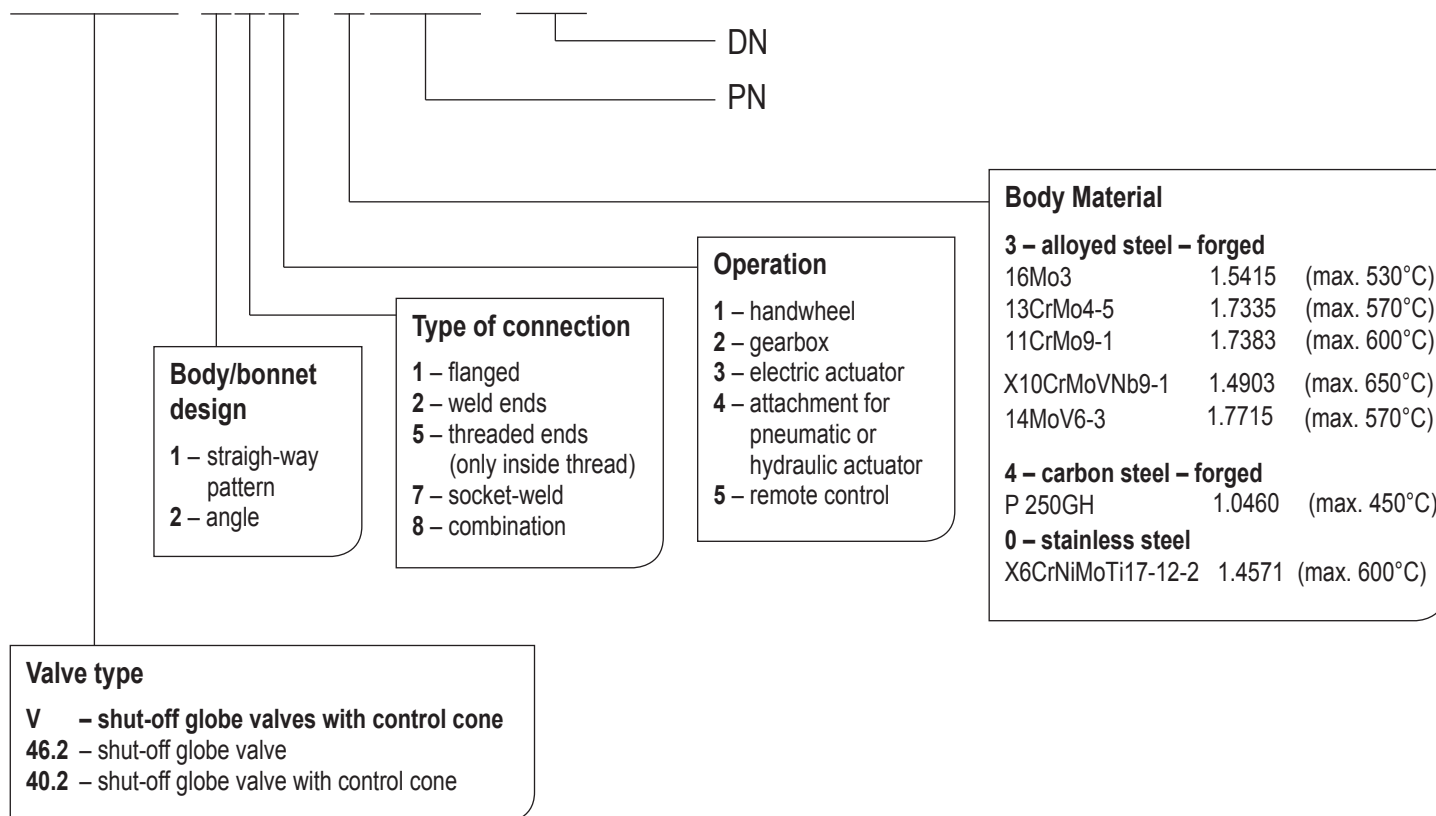 DN
PN
Body Material
3 – alloyed steel – forged
16Mo3 1.5415 (max. 530°C)
13CrMo4-5 1.7335 (max. 570°C)
11CrMo9-1 1.7383 (max. 600°C)
X10CrMoVNb9-1 1.4903 (max. 650°C)
14MoV6-3 1.7715 (max. 570°C)
4 – carbon steel – forged
P 250GH 1.0460 (max. 450°C)
0 – stainless steel
X6CrNiMoTi17-12-2 1.4571 (max. 600°C)
Operation
1 – handwheel
2 – gearbox
3 – electric actuator
4 – attachment for
pneumatic or
hydraulic actuator
5 – remote control
Type of connection
1 – flanged
2 – weld ends
5 – threaded ends
(only inside thread)
7 – socket-weld
8 – combination
Body/bonnet
design
1 – straigh-way
pattern
2 – angle
Valve type
V – shut-off globe valves with control cone
46.2 – shut-off globe valve
40.2 – shut-off globe valve with control cone